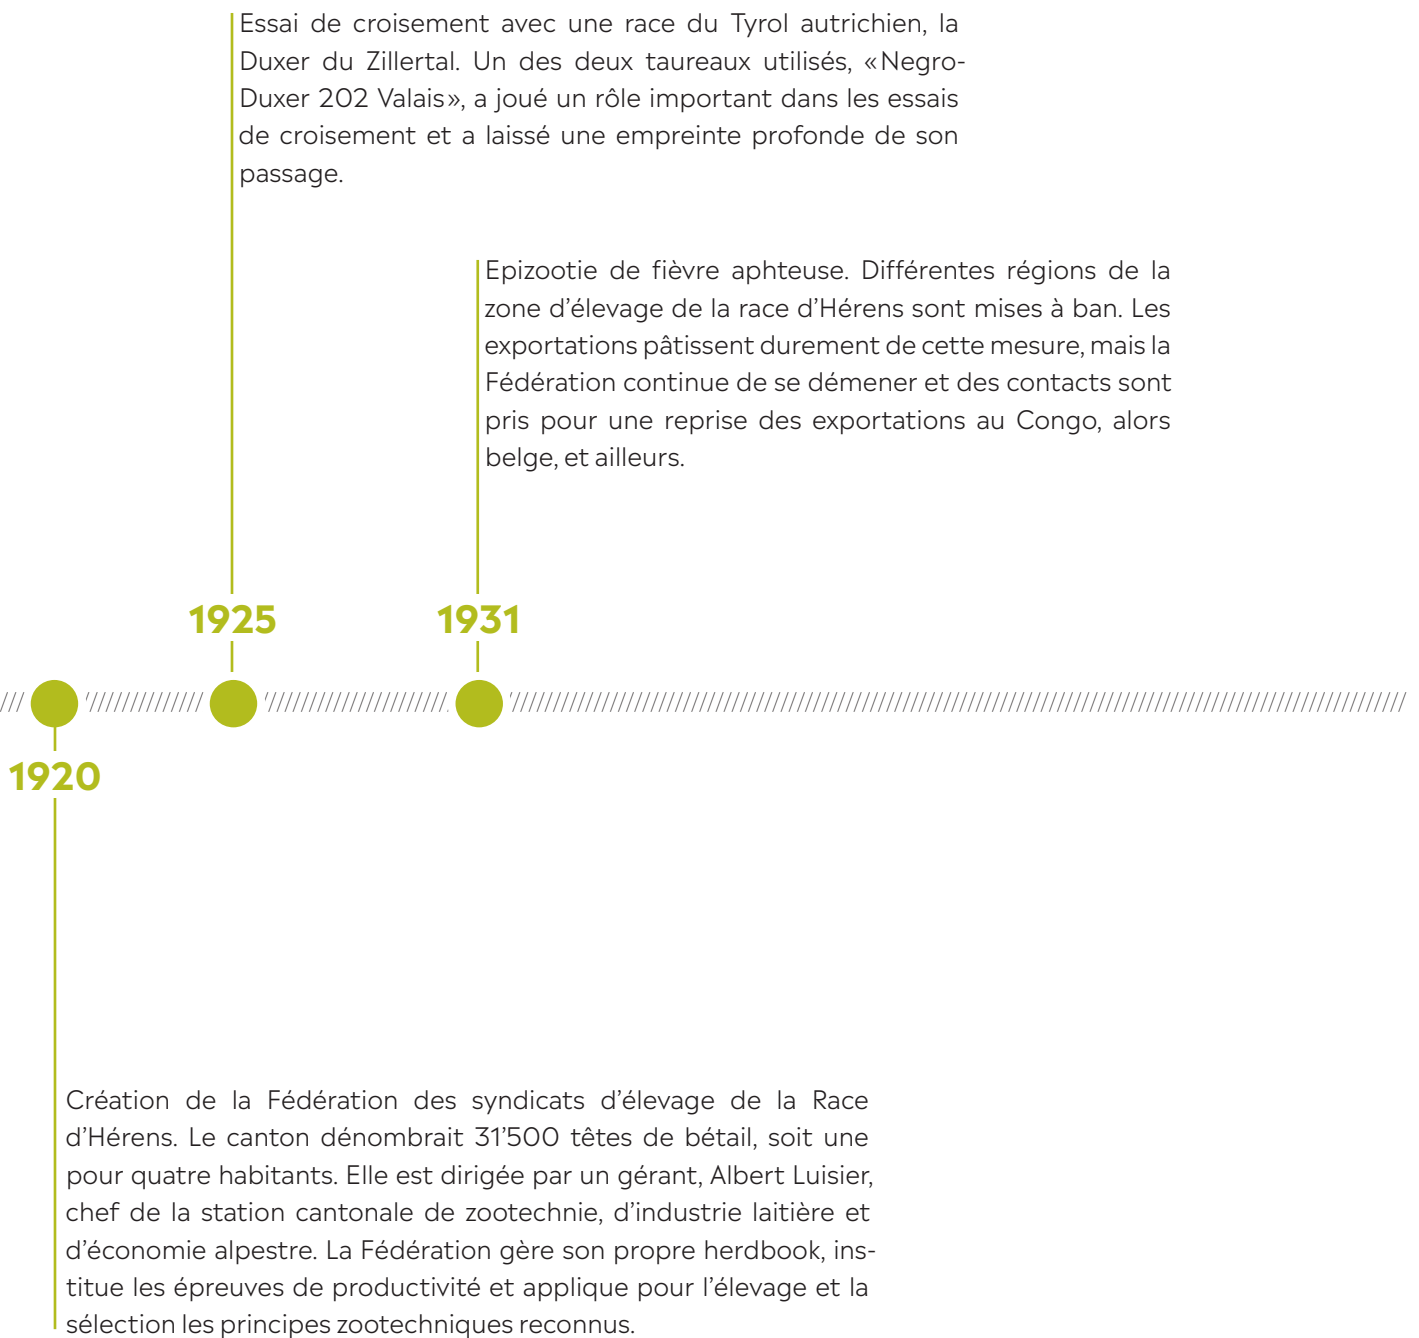 Essai de croisement avec une race du Tyrol autrichien, la
Duxer du Zillertal. Un des deux taureaux utilisés, «Negro-
Duxer 202 Valais», a joué un rôle important dans les essais
de croisement et a laissé une empreinte profonde de son
passage.
Epizootie de fièvre aphteuse. Différentes régions de la
zone d’élevage de la race d’Hérens sont mises à ban. Les
exportations pâtissent durement de cette mesure, mais la
Fédération continue de se démener et des contacts sont
pris pour une reprise des exportations au Congo, alors
belge, et ailleurs.
1925
1931
1920
Création de la Fédération des syndicats d’élevage de la Race
d’Hérens. Le canton dénombrait 31’500 têtes de bétail, soit une
pour quatre habitants. Elle est dirigée par un gérant, Albert Luisier,
chef de la station cantonale de zootechnie, d’industrie laitière et
d’économie alpestre. La Fédération gère son propre herdbook, ins-
titue les épreuves de productivité et applique pour l’élevage et la
sélection les principes zootechniques reconnus.